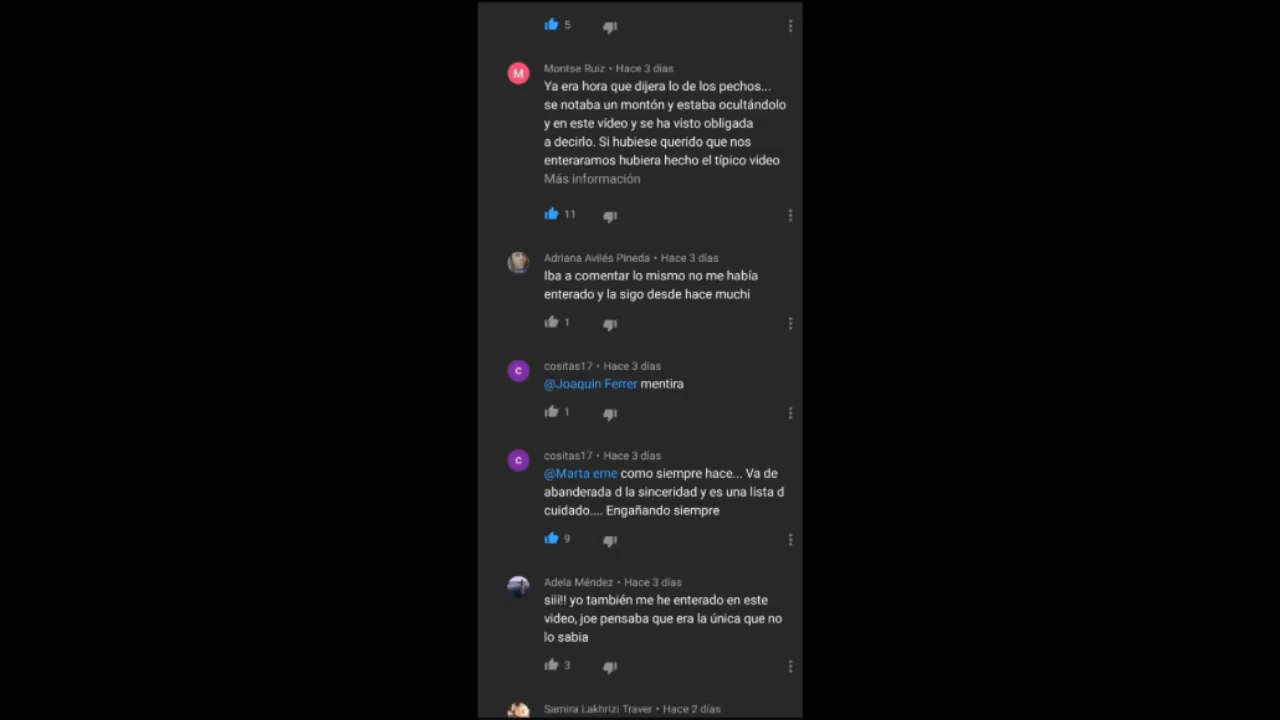 5
M
Montse Ruiz • Hace 3 días
Ya era hora que dijera lo de los pechos...
se notaba un montón y estaba ocultándolo
y en este vídeo y se ha visto obligada
a decirlo. Si hubiese querido que nos
enteraramos hubiera hecho el típico video
Más información
11
Adriana Avilés Pineda • Hace 3 días
Iba a comentar lo mismo no me había
enterado y la sigo desde hace muchi
1
c
cositas17 • Hace 3 días
@Joaquin Ferrer mentira
1
c
cositas17 • Hace 3 días
@Marta eme como siempre hace... Va de
abanderada d la sinceridad y es una lista d
cuidado.... Engañando siempre
9
Adela Méndez • Hace 3 días
siii!! yo también me he enterado en este
video, joe pensaba que era la única que no
lo sabia
3
Samira Lakhrizi Traver • Hace 2 días